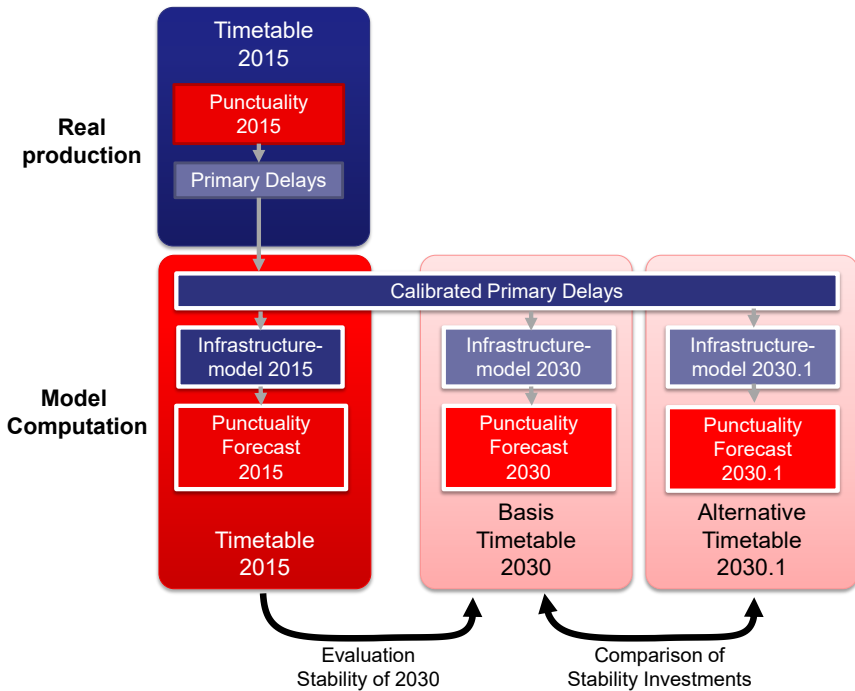 Timetable
2015
Punctuality
2015
Real
production
Primary Delays
Calibrated Primary Delays
Infrastructure-
model 2015
Infrastructure-
model 2030
Infrastructure-
model 2030.1
Model
Computation
Punctuality
Forecast
2015
Punctuality
Forecast
2030
Punctuality
Forecast
2030.1
Timetable
2015
Basis
Timetable
2030
Alternative
Timetable
2030.1
Evaluation
Stability of 2030
Comparison of
Stability Investments